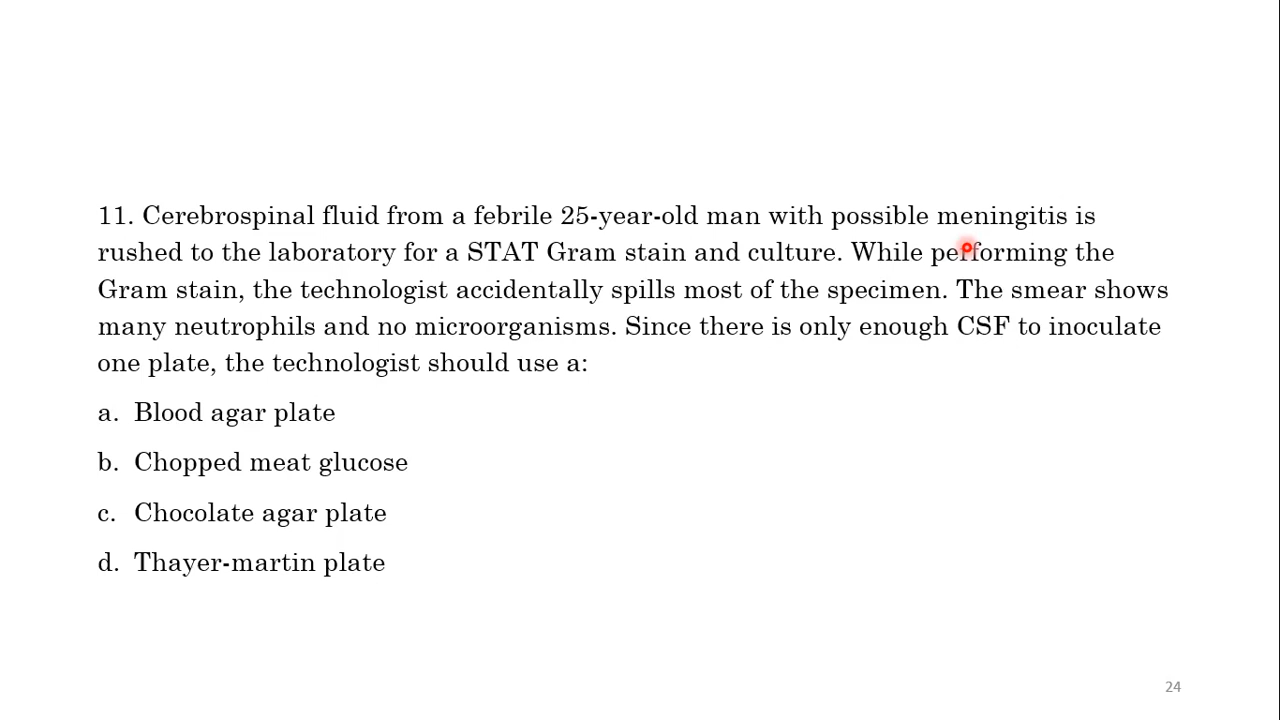 11. Cerebrospinal fluid from a febrile 25-year-old man with possible meningitis is
rushed to the laboratory for a STAT Gram stain and culture. While performing the
Gram stain, the technologist accidentally spills most of the specimen. The smear shows
many neutrophils and no microorganisms. Since there is only enough CSF to inoculate
one plate, the technologist should use a:
a. Blood agar plate
b. Chopped meat glucose
c. Chocolate agar plate
d. Thayer-martin plate
24